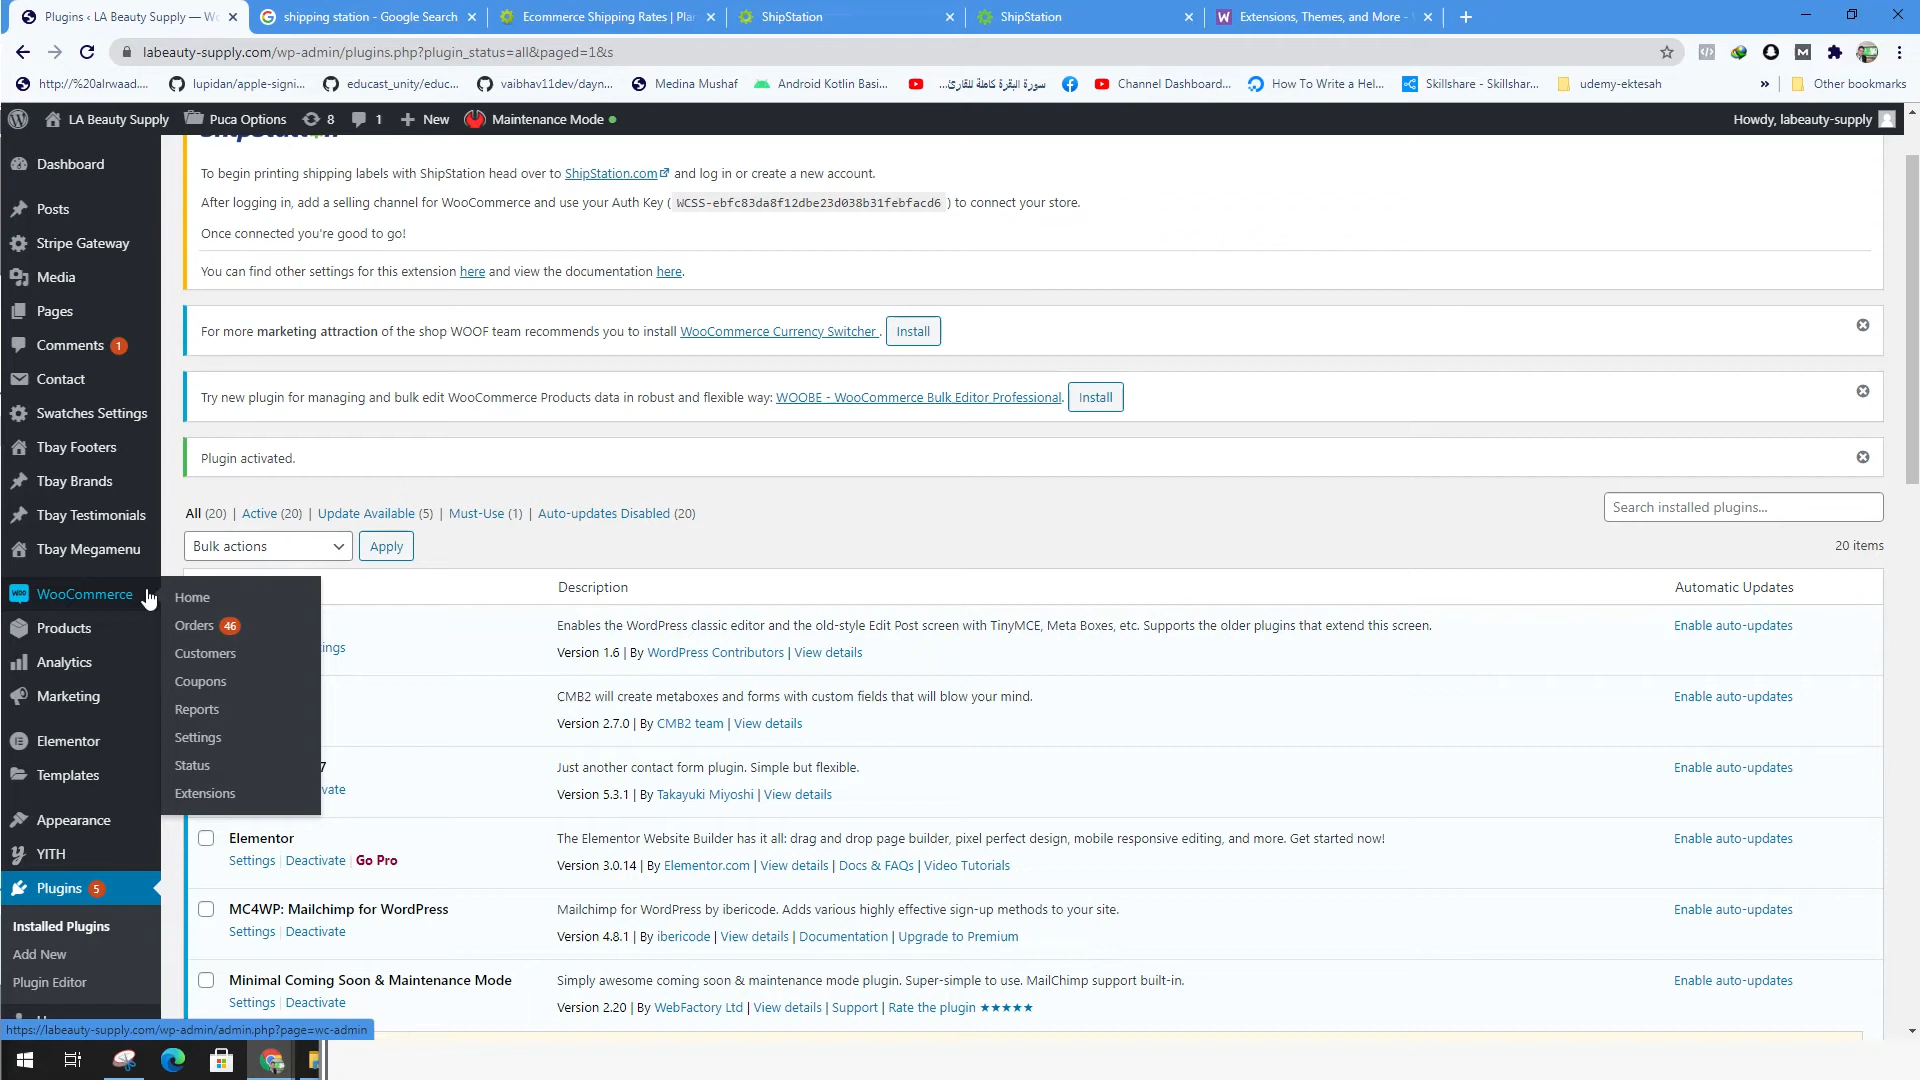 Plugins ‹ LA Beauty Supply — Wo
shipping station - Google Search
Ecommerce Shipping Rates | Plan
ShipStation
ShipStation
Extensions, Themes, and More -
labeauty-supply.com/wp-admin/plugins.php?plugin_status=all&paged=1&s
http://%20alrwaad....
lupidan/apple-signi...
educast_unity/educ...
vaibhav11dev/dayn...
Medina Mushaf
Android Kotlin Basi...
سورة البقرة كاملة للقارئ...
Channel Dashboard...
How To Write a Hel...
Skillshare - Skillshar...
udemy-ektesah
»
Other bookmarks
LA Beauty Supply
Puca Options
8
1
New
Maintenance Mode
Howdy, labeauty-supply
Dashboard
Posts
Stripe Gateway
Media
Pages
Comments 1
Contact
Swatches Settings
Tbay Footers
Tbay Brands
Tbay Testimonials
Tbay Megamenu
WooCommerce
Products
Analytics
Marketing
Elementor
Templates
Appearance
YITH
Plugins 5
Installed Plugins
Add New
Plugin Editor
Home
Orders 46
Customers
Coupons
Reports
Settings
Status
Extensions
To begin printing shipping labels with ShipStation head over to ShipStation.com and log in or create a new account.
After logging in, add a selling channel for WooCommerce and use your Auth Key ( WCSS-ebfc83da8f12dbe23d038b31febfacd6 ) to connect your store.
Once connected you're good to go!
You can find other settings for this extension here and view the documentation here.
For more marketing attraction of the shop WOOF team recommends you to install WooCommerce Currency Switcher . Install
Try new plugin for managing and bulk edit WooCommerce Products data in robust and flexible way: WOOBE - WooCommerce Bulk Editor Professional. Install
Plugin activated.
All (20) | Active (20) | Update Available (5) | Must-Use (1) | Auto-updates Disabled (20)
Search installed plugins...
Bulk actions
Apply
20 items
Description
Automatic Updates
Enables the WordPress classic editor and the old-style Edit Post screen with TinyMCE, Meta Boxes, etc. Supports the older plugins that extend this screen.
Enable auto-updates
Version 1.6 | By WordPress Contributors | View details
CMB2 will create metaboxes and forms with custom fields that will blow your mind.
Enable auto-updates
Version 2.7.0 | By CMB2 team | View details
7
Just another contact form plugin. Simple but flexible.
Enable auto-updates
Version 5.3.1 | By Takayuki Miyoshi | View details
Elementor
The Elementor Website Builder has it all: drag and drop page builder, pixel perfect design, mobile responsive editing, and more. Get started now!
Enable auto-updates
Settings | Deactivate | Go Pro
Version 3.0.14 | By Elementor.com | View details | Docs & FAQs | Video Tutorials
MC4WP: Mailchimp for WordPress
Mailchimp for WordPress by ibericode. Adds various highly effective sign-up methods to your site.
Enable auto-updates
Settings | Deactivate
Version 4.8.1 | By ibericode | View details | Documentation | Upgrade to Premium
Minimal Coming Soon & Maintenance Mode
Simply awesome coming soon & maintenance mode plugin. Super-simple to use. MailChimp support built-in.
Enable auto-updates
Settings | Deactivate
Version 2.20 | By WebFactory Ltd | View details | Support | Rate the plugin ★★★★★
https://labeauty-supply.com/wp-admin/admin.php?page=wc-admin